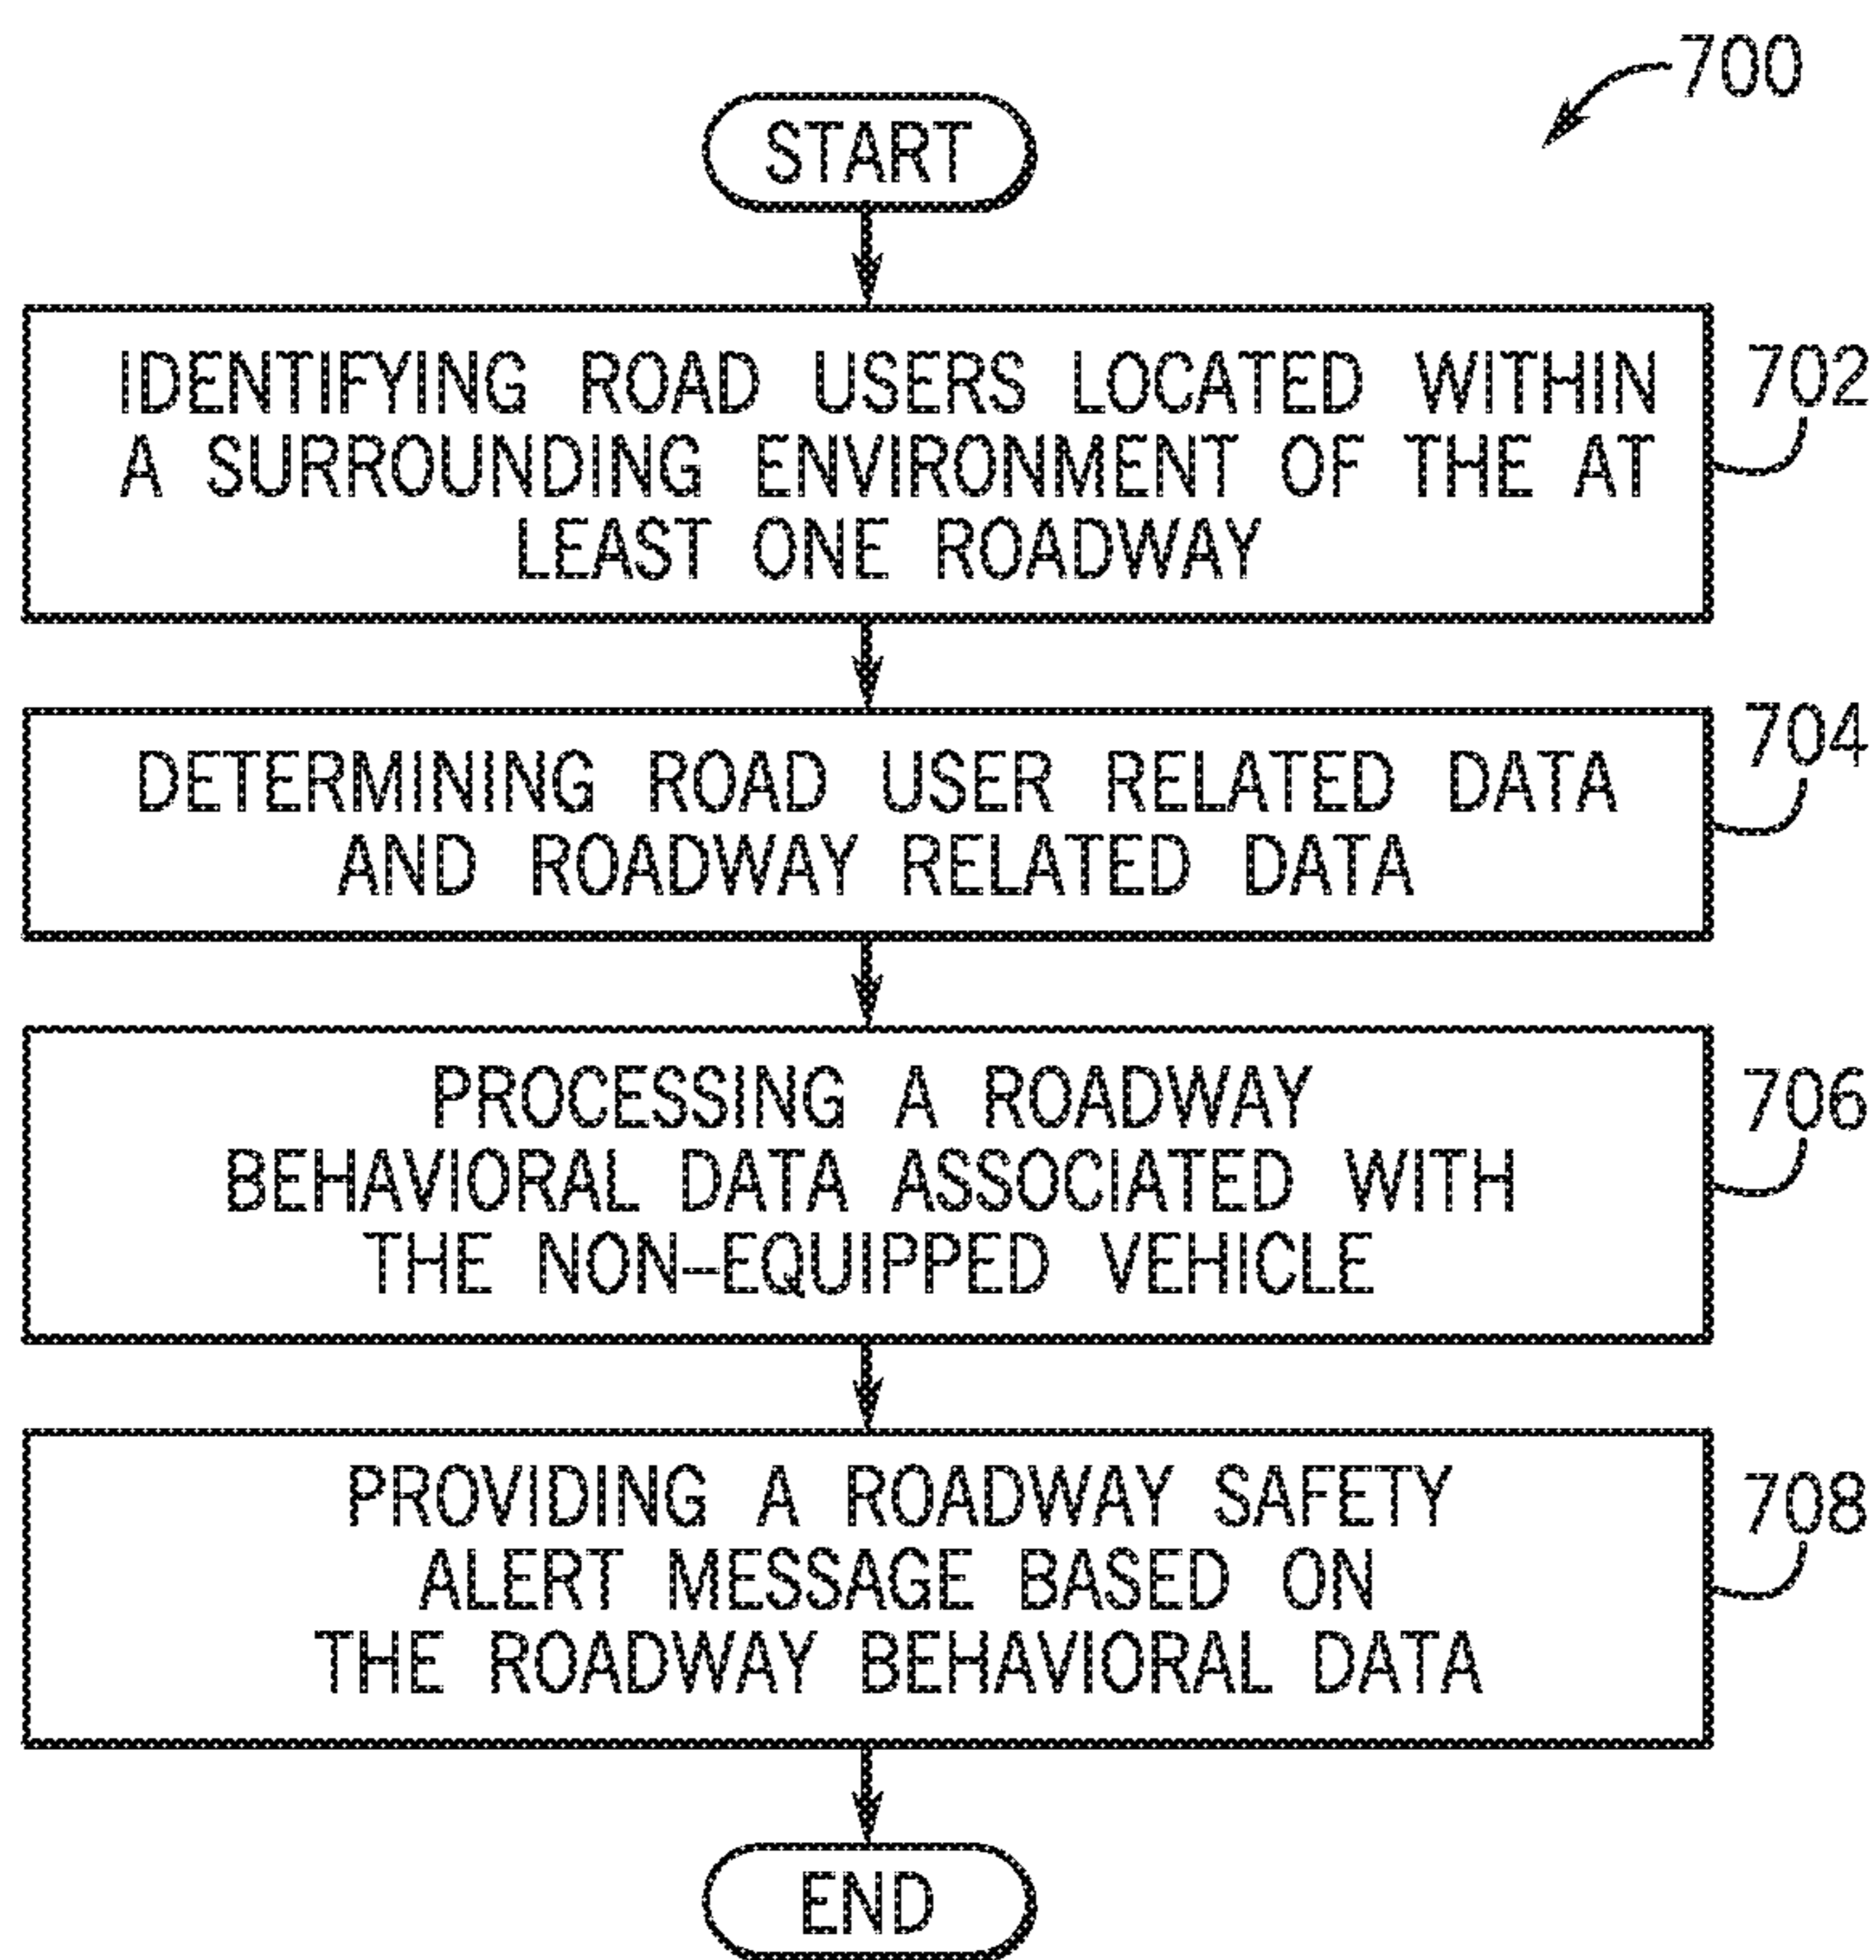 700
START
IDENTIFYING ROAD USERS LOCATED WITHIN
A SURROUNDING ENVIRONMENT OF THE AT
LEAST ONE ROADWAY
702
DETERMINING ROAD USER RELATED DATA
AND ROADWAY RELATED DATA
704
PROCESSING A ROADWAY
BEHAVIORAL DATA ASSOCIATED WITH
THE NON-EQUIPPED VEHICLE
706
PROVIDING A ROADWAY SAFETY
ALERT MESSAGE BASED ON
THE ROADWAY BEHAVIORAL DATA
708
END